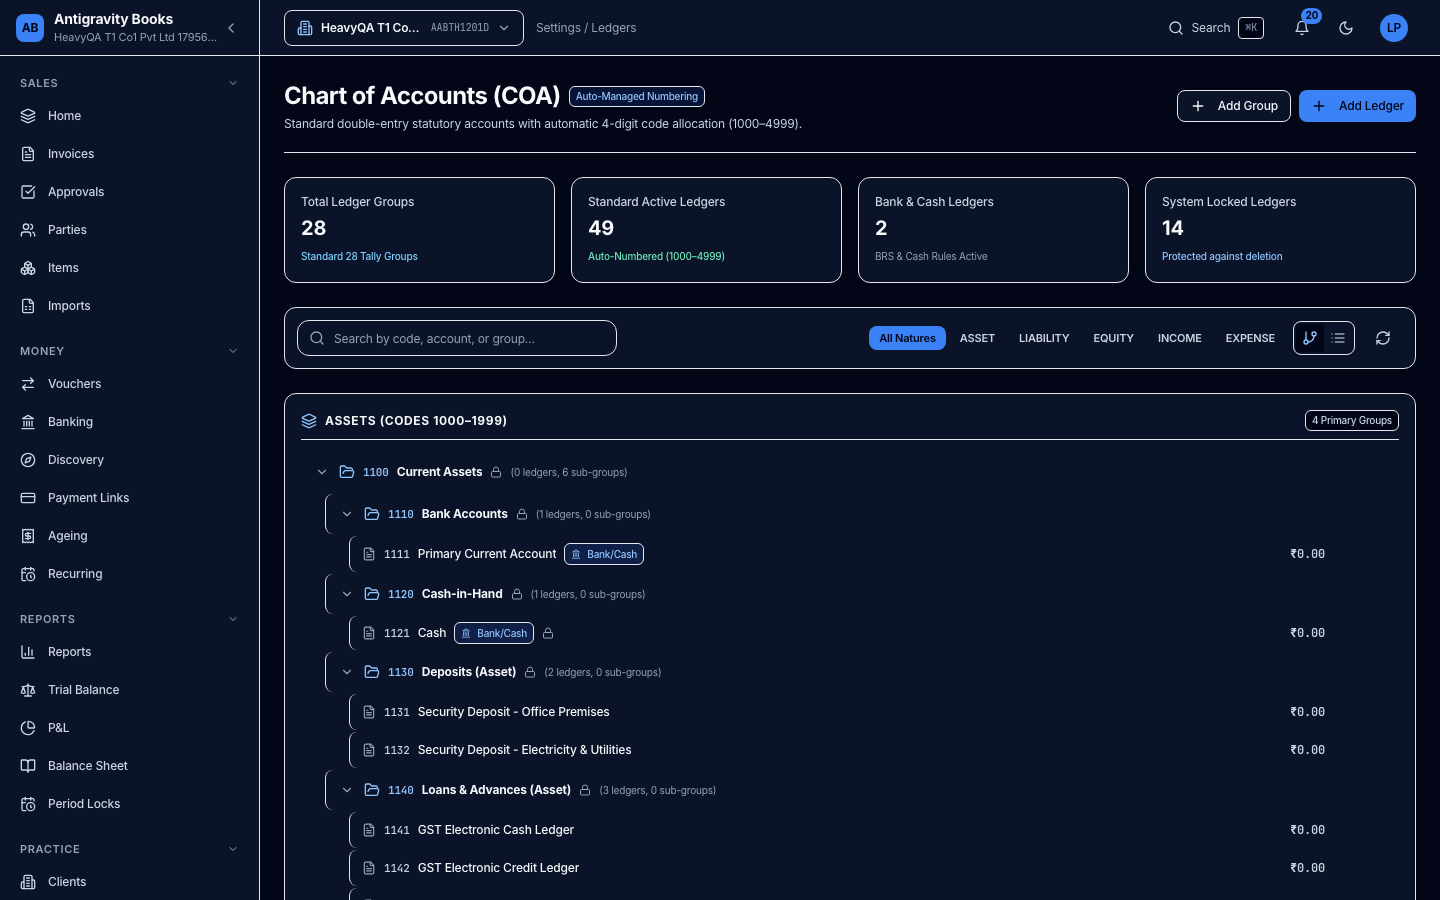 AB
Antigravity Books
HeavyQA T1 Co1 Pvt Ltd 17956...
SALES
Home
Invoices
Approvals
Parties
Items
Imports
MONEY
Vouchers
Banking
Discovery
Payment Links
Ageing
Recurring
REPORTS
Reports
Trial Balance
P&L
Balance Sheet
Period Locks
PRACTICE
Clients
HeavyQA T1 Co... AABTH1201D
Settings / Ledgers
Search ⌘K
20
LP
Chart of Accounts (COA) Auto-Managed Numbering
Standard double-entry statutory accounts with automatic 4-digit code allocation (1000–4999).
Add Group
Add Ledger
Total Ledger Groups
28
Standard 28 Tally Groups
Standard Active Ledgers
49
Auto-Numbered (1000–4999)
Bank & Cash Ledgers
2
BRS & Cash Rules Active
System Locked Ledgers
14
Protected against deletion
Search by code, account, or group...
All Natures ASSET LIABILITY EQUITY INCOME EXPENSE
ASSETS (CODES 1000–1999) 4 Primary Groups
1100 Current Assets (0 ledgers, 6 sub-groups)
1110 Bank Accounts (1 ledgers, 0 sub-groups)
1111 Primary Current Account Bank/Cash ₹0.00
1120 Cash-in-Hand (1 ledgers, 0 sub-groups)
1121 Cash Bank/Cash ₹0.00
1130 Deposits (Asset) (2 ledgers, 0 sub-groups)
1131 Security Deposit - Office Premises ₹0.00
1132 Security Deposit - Electricity & Utilities ₹0.00
1140 Loans & Advances (Asset) (3 ledgers, 0 sub-groups)
1141 GST Electronic Cash Ledger ₹0.00
1142 GST Electronic Credit Ledger ₹0.00